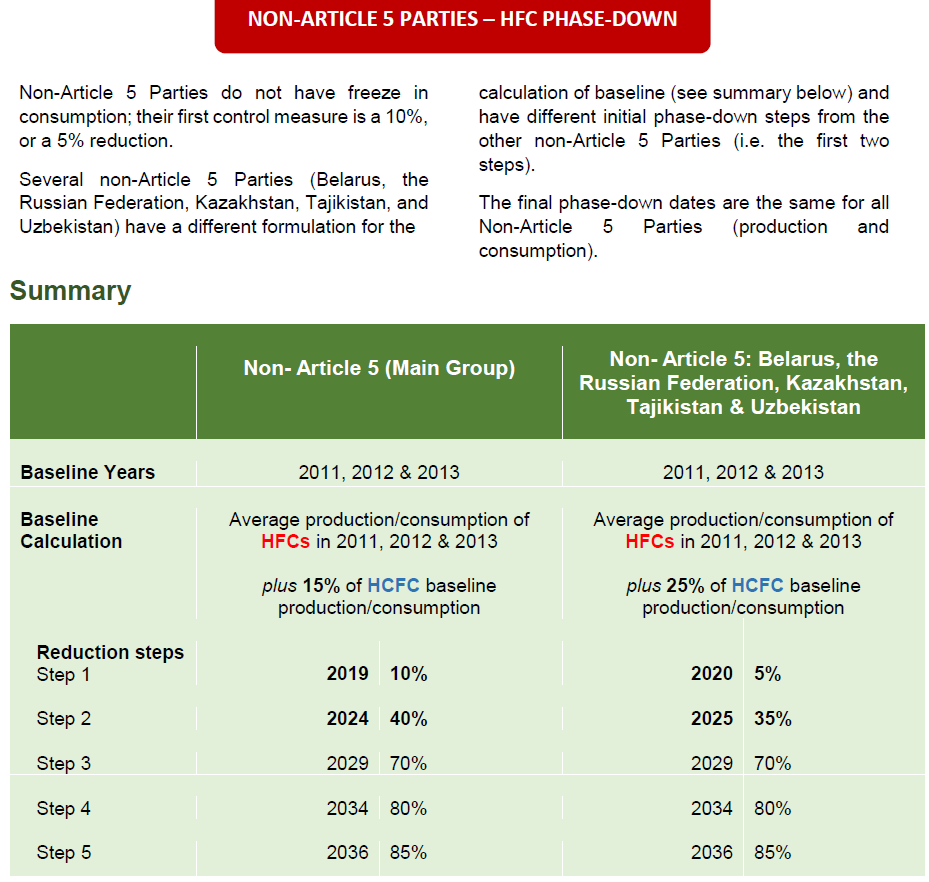 NON-ARTICLE 5 PARTIES – HFC PHASE-DOWN
Non-Article 5 Parties do not have freeze in
consumption; their first control measure is a 10%,
or a 5% reduction.
Several non-Article 5 Parties (Belarus, the
Russian Federation, Kazakhstan, Tajikistan, and
Uzbekistan) have a different formulation for the
calculation of baseline (see summary below) and
have different initial phase-down steps from the
other non-Article 5 Parties (i.e. the first two
steps).
The final phase-down dates are the same for all
Non-Article 5 Parties (production and
consumption).
Summary
Non- Article 5 (Main Group)
Non- Article 5: Belarus, the
Russian Federation, Kazakhstan,
Tajikistan & Uzbekistan
Baseline Years 2011, 2012 & 2013 2011, 2012 & 2013
Baseline
Calculation
Average production/consumption of
HFCs in 2011, 2012 & 2013
plus 15% of HCFC baseline
production/consumption
Average production/consumption of
HFCs in 2011, 2012 & 2013
plus 25% of HCFC baseline
production/consumption
Reduction steps
Step 1 2019 10% 2020 5%
Step 2 2024 40% 2025 35%
Step 3 2029 70% 2029 70%
Step 4 2034 80% 2034 80%
Step 5 2036 85% 2036 85%